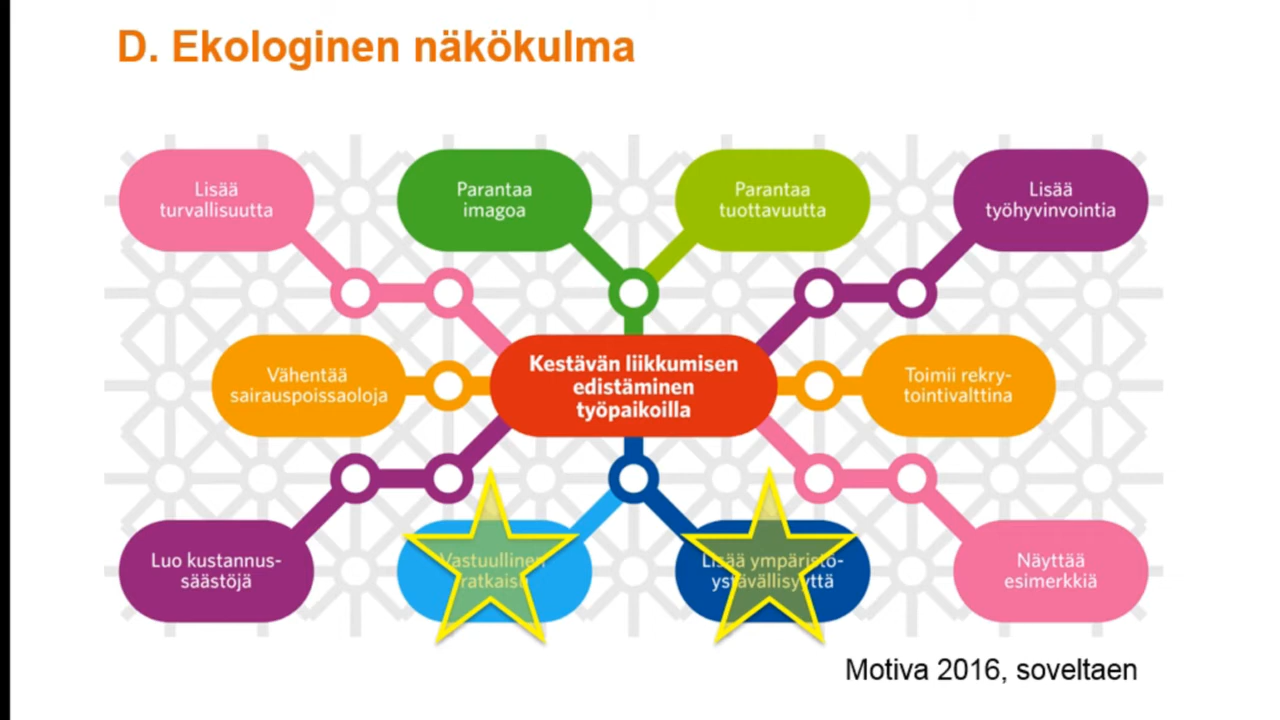 D. Ekologinen näkökulma
Lisää
turvallisuutta
Parantaa
imagoa
Parantaa
tuottavuutta
Lisää
työhyvinvointia
Vähentää
sairauspoissaoloja
Kestävän liikkumisen
edistäminen
työpaikoilla
Toimii rekry-
tointivalttina
Luo kustannus-
säästöjä
Vastuullinen
ratkaisu
Lisää ympäristö-
ystävällisyyttä
Näyttää
esimerkkiä
Motiva 2016, soveltaen